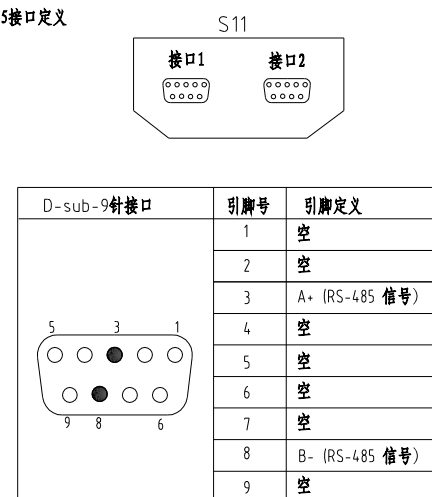 5接口定义
S11
接口1 接口2
D-sub-9针接口 引脚号 引脚定义
1 空
2 空
3 A+ (RS-485 信号)
4 空
5 空
6 空
7 空
8 B- (RS-485 信号)
9 空
5 3 1
9 8 6